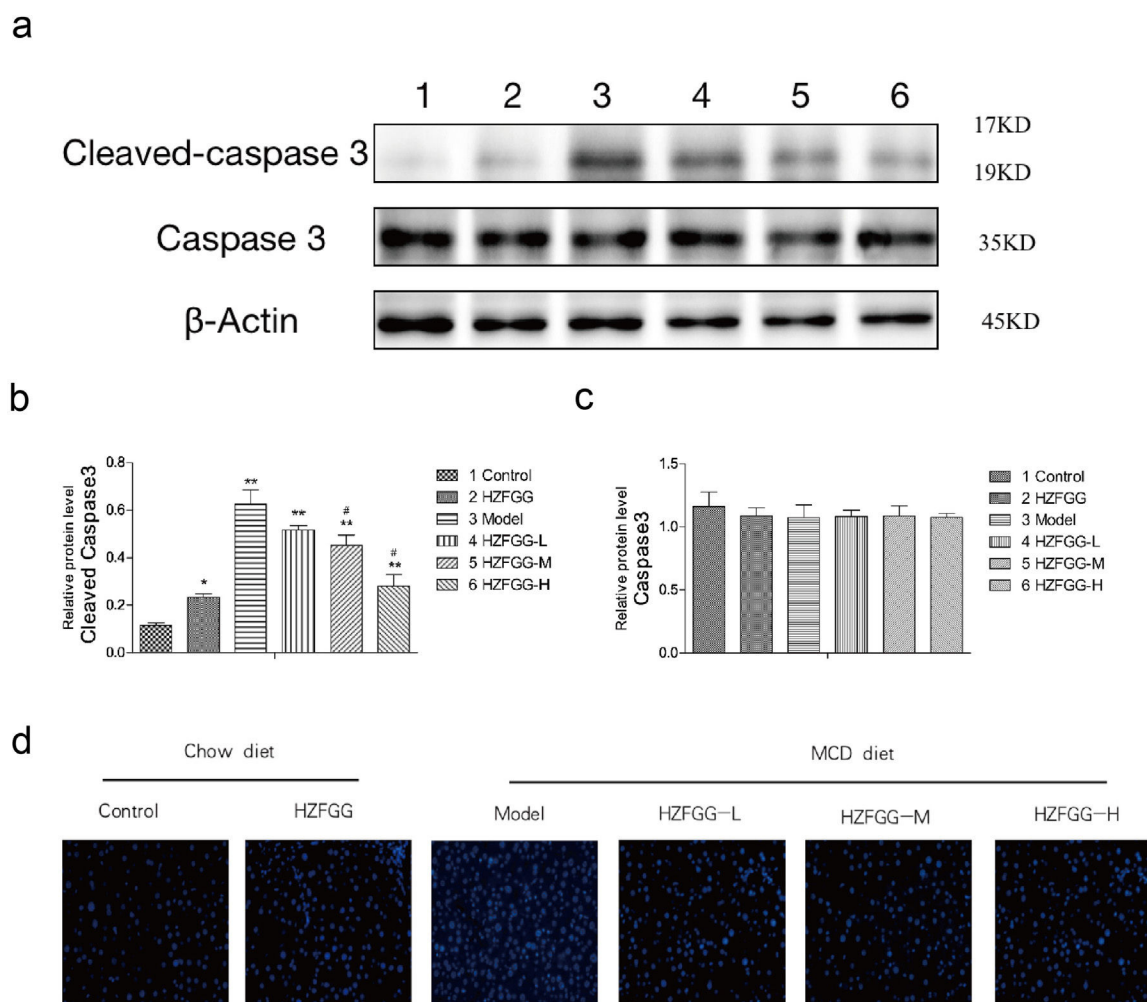 a
1 2 3 4 5 6
Cleaved-caspase 3
17KD
19KD
Caspase 3
35KD
β-Actin
45KD
b
Relative protein level
Cleaved Caspase3
0.8
0.6
0.4
0.2
0.0
*
**
**
#
**
#
**
1 Control
2 HZFGG
3 Model
4 HZFGG-L
5 HZFGG-M
6 HZFGG-H
c
Relative protein level
Caspase3
1.5
1.0
0.5
0.0
1 Control
2 HZFGG
3 Model
4 HZFGG-L
5 HZFGG-M
6 HZFGG-H
d
Chow diet
MCD diet
Control HZFGG Model HZFGG-L HZFGG-M HZFGG-H